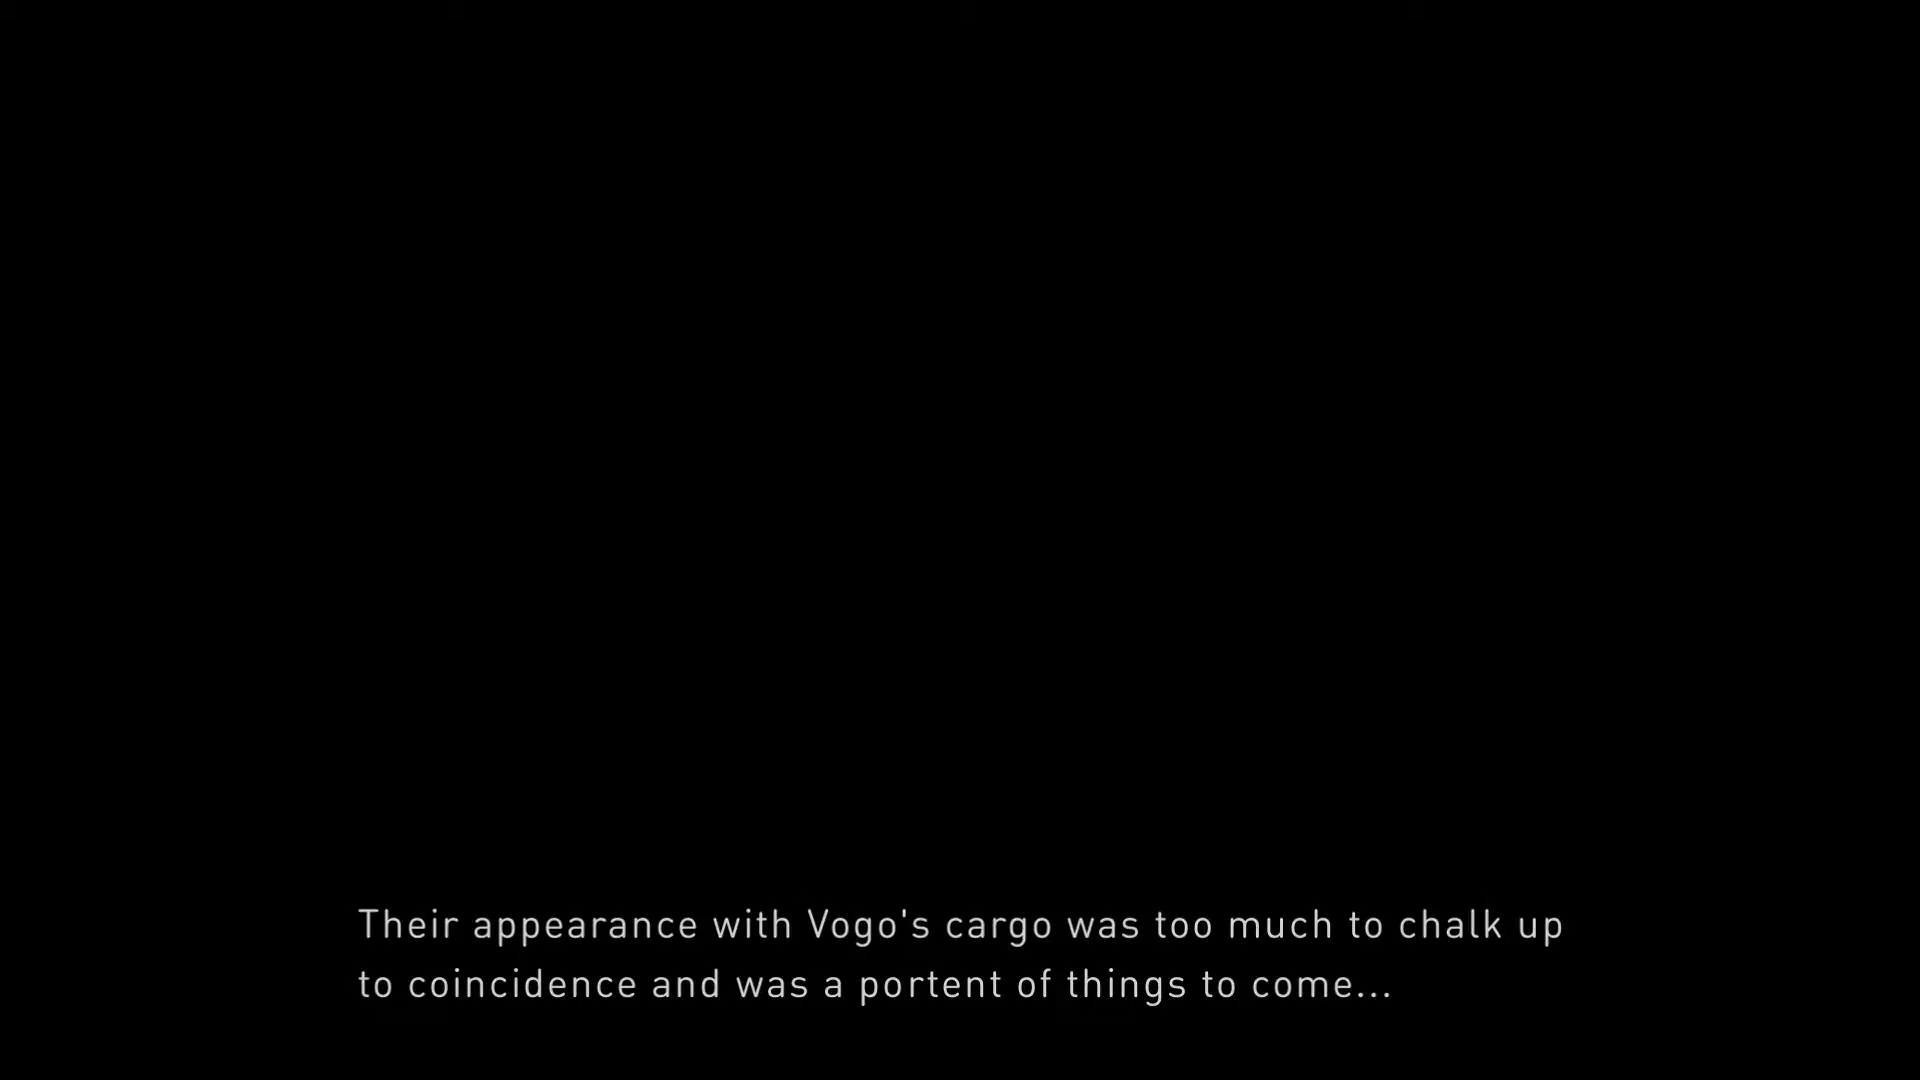 Their appearance with Vogo's cargo was too much to chalk up
to coincidence and was a portent of things to come...